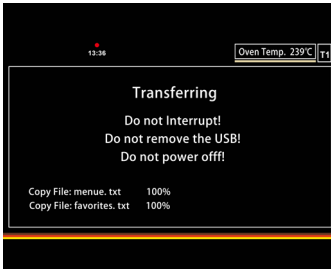 13:36
Oven Temp. 239℃
T1
Transferring
Do not Interrupt!
Do not remove the USB!
Do not power offf!
Copy File: menue. txt 100%
Copy File: favorites. txt 100%